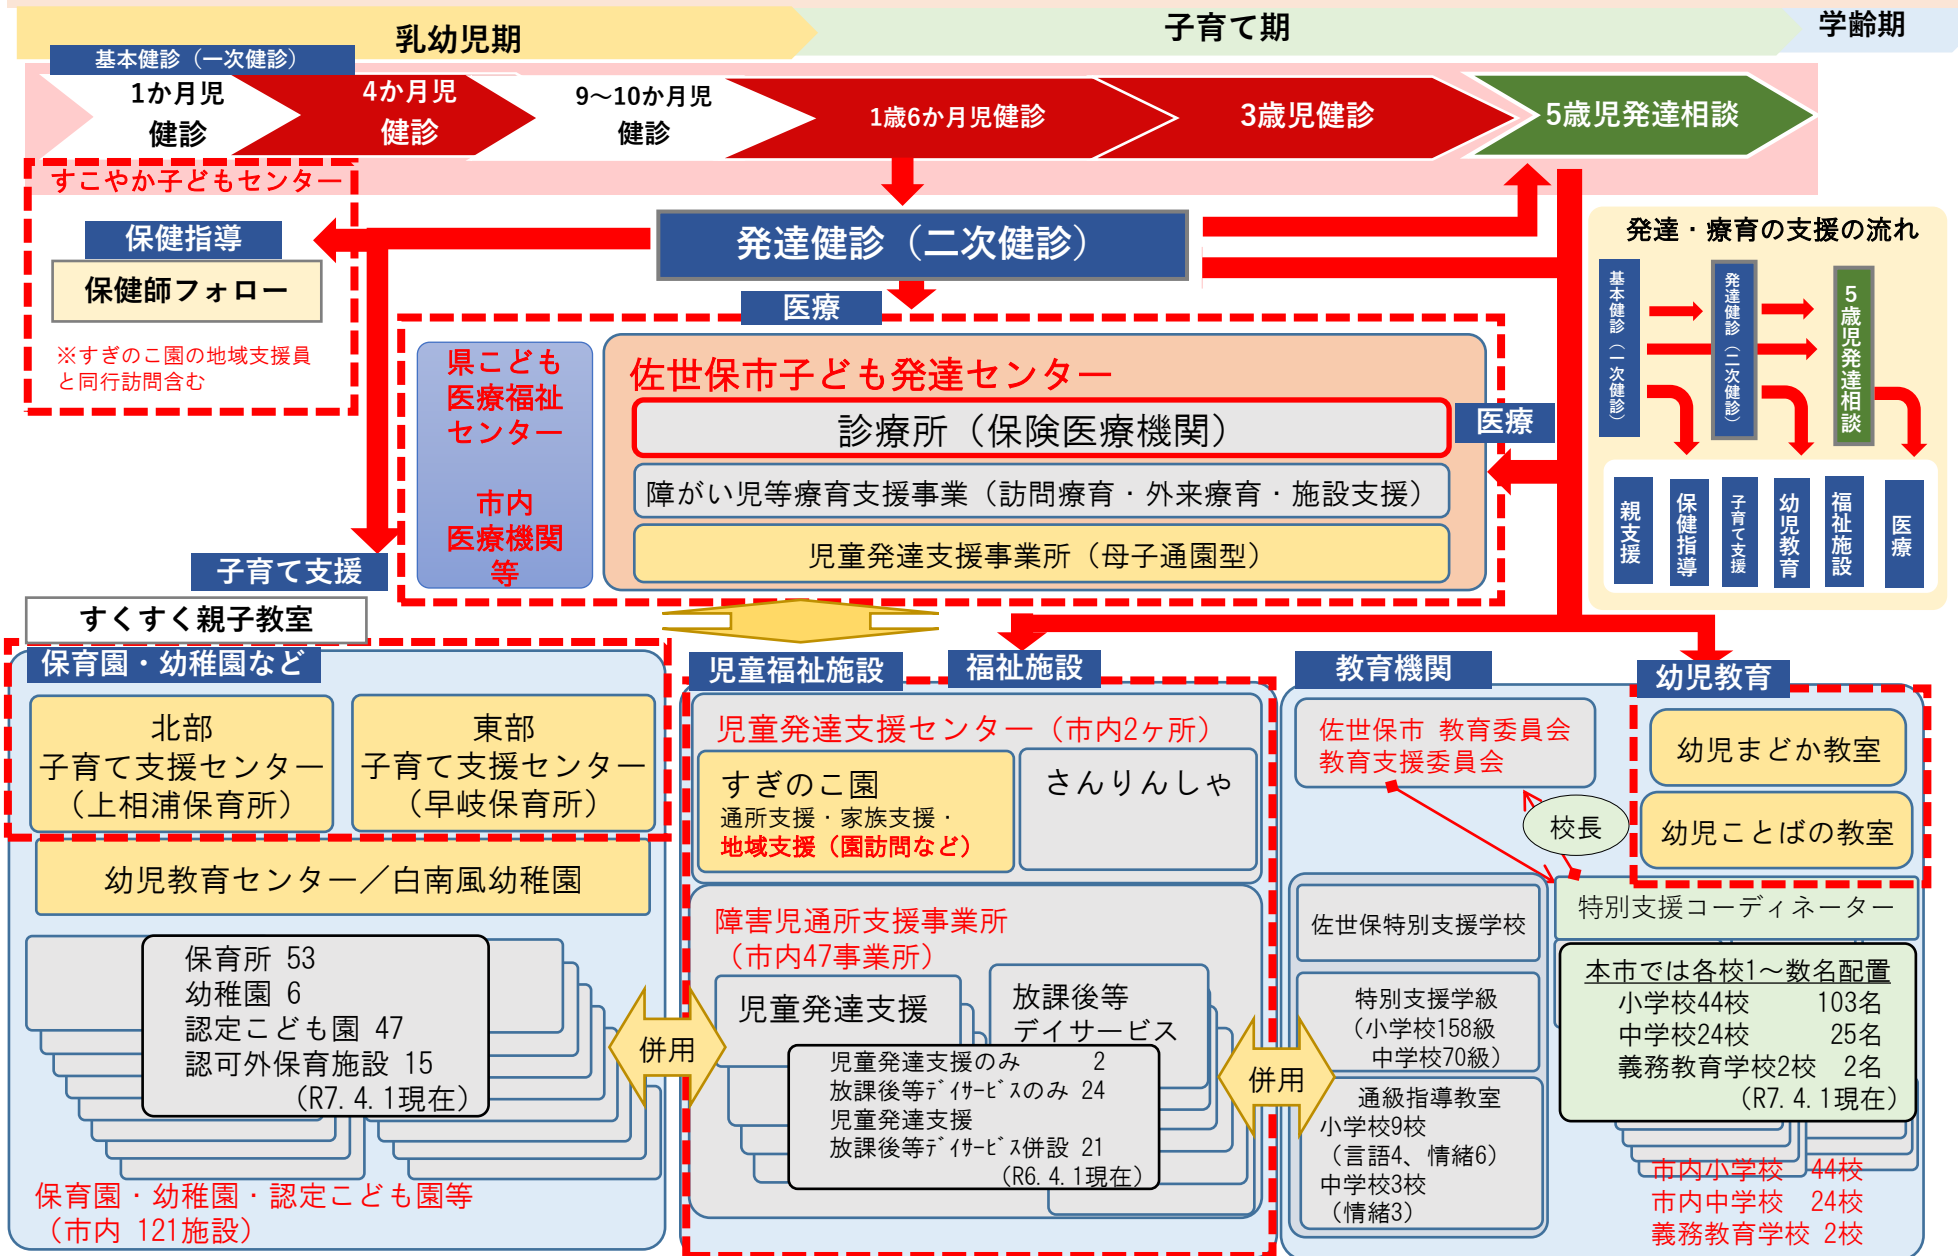 乳幼児期
子育て期
学齢期
基本健診（一次健診）
1か月児
健診
4か月児
健診
9～10か月児
健診
1歳6か月児健診
3歳児健診
5歳児発達相談
すこやか子どもセンター
保健指導
保健師フォロー
※すぎのこ園の地域支援員
と同行訪問含む
発達健診（二次健診）
医療
県こども
医療福祉
センター
市内
医療機関
等
佐世保市子ども発達センター
診療所（保険医療機関）
医療
障がい児等療育支援事業（訪問療育・外来療育・施設支援）
児童発達支援事業所（母子通園型）
発達・療育の支援の流れ
基本健診（一次健診）
発達健診（二次健診）
5歳児発達相談
親支援
保健指導
子育て支援
幼児教育
福祉施設
医療
子育て支援
すくすく親子教室
保育園・幼稚園など
北部
子育て支援センター
（上相浦保育所）
東部
子育て支援センター
（早岐保育所）
幼児教育センター／白南風幼稚園
保育所 53
幼稚園 6
認定こども園 47
認可外保育施設 15
（R7.4.1現在）
保育園・幼稚園・認定こども園等
（市内 121施設）
併用
児童福祉施設
福祉施設
児童発達支援センター（市内2ヶ所）
すぎのこ園
通所支援・家族支援・
地域支援（園訪問など）
さんりんしゃ
障害児通所支援事業所
（市内47事業所）
児童発達支援
放課後等
デイサービス
児童発達支援のみ 2
放課後等ﾃﾞｲｻｰﾋﾞｽのみ 24
児童発達支援
放課後等ﾃﾞｲｻｰﾋﾞｽ併設 21
（R6.4.1現在）
併用
教育機関
幼児教育
佐世保市 教育委員会
教育支援委員会
校長
幼児まどか教室
幼児ことばの教室
特別支援コーディネーター
佐世保特別支援学校
特別支援学級
（小学校158級
中学校70級）
通級指導教室
小学校9校
（言語4、情緒6）
中学校3校
（情緒3）
本市では各校1～数名配置
小学校44校 103名
中学校24校 25名
義務教育学校2校 2名
（R7.4.1現在）
市内小学校 44校
市内中学校 24校
義務教育学校 2校